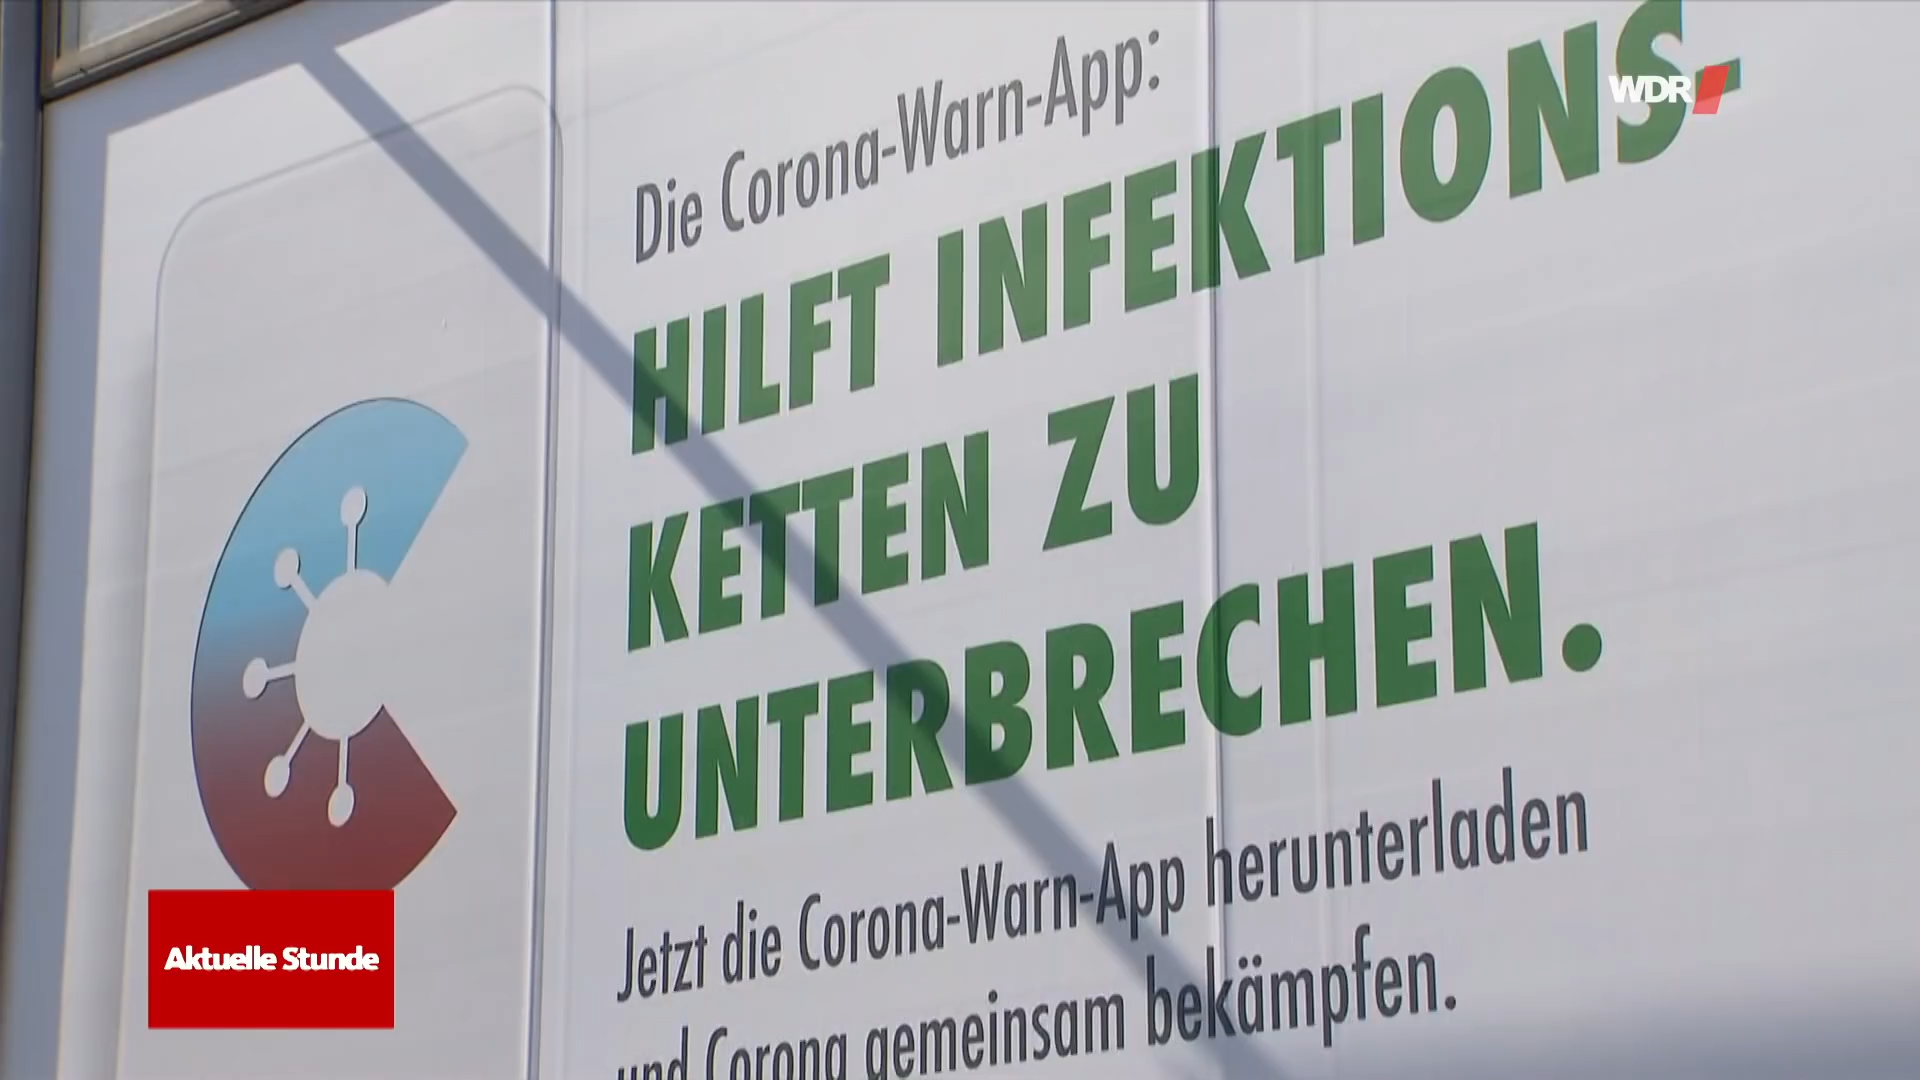 WDR
Die Corona-Warn-App:
HILFT INFEKTIONS-
KETTEN ZU
UNTERBRECHEN.
Jetzt die Corona-Warn-App herunterladen
und Corona gemeinsam bekämpfen.
Aktuelle Stunde